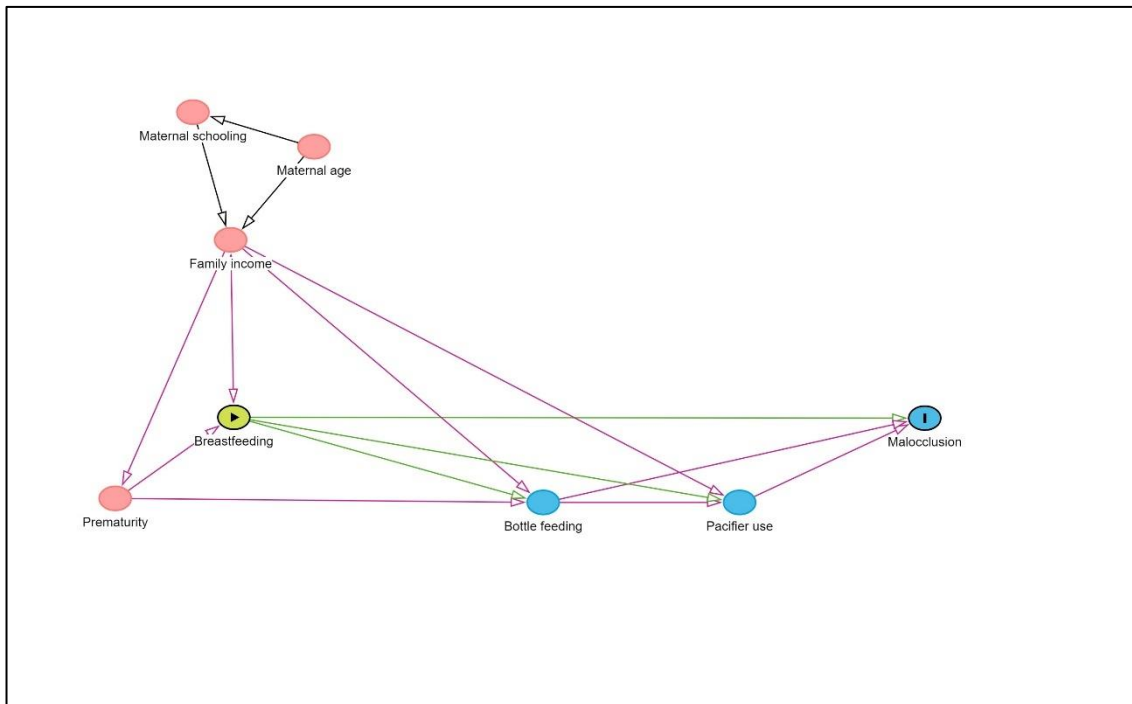 Maternal schooling
Maternal age
Family income
Breastfeeding
Malocclusion
Prematurity
Bottle feeding
Pacifier use